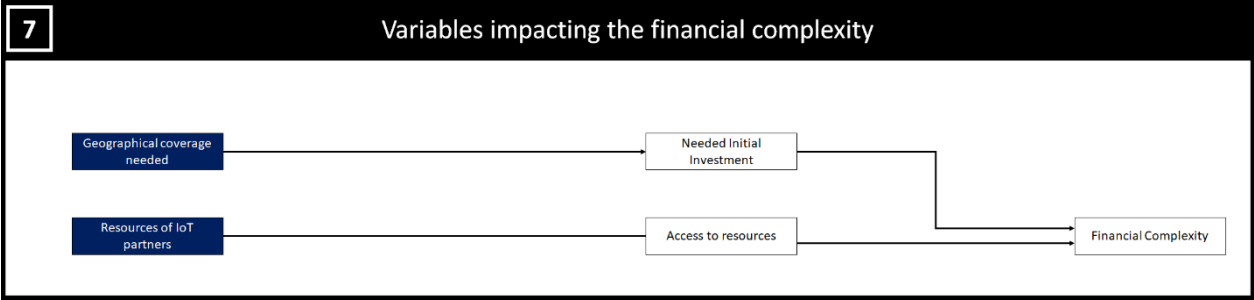 7
Variables impacting the financial complexity
Geographical coverage
needed
Needed Initial
Investment
Resources of IoT
partners
Access to resources
Financial Complexity